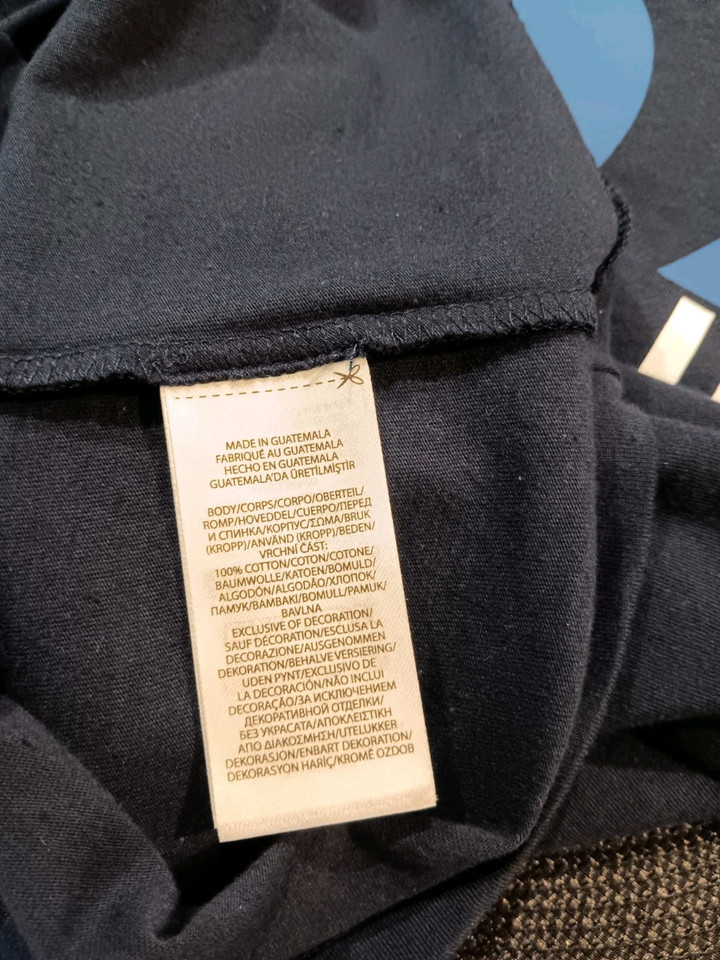 MADE IN GUATEMALA
FABRIQUÉ AU GUATEMALA
HECHO EN GUATEMALA
GUATEMALA'DA ÜRETİLMİŞTİR
BODY/CORPS/CORPO/OBERTEIL/
ROMP/HOVEDDEL/CUERPO/ПЕРЕД
И СПИНКА/КОРПУС/ΣΩΜΑ/BRUK
(KROPP)/ANVÄND (KROPP)/BEDEN/
VRCHNÍ ČÁST:
100% COTTON/COTON/COTONE/
BAUMWOLLE/KATOEN/BOMULD/
ALGODÓN/ALGODÃO/ХЛОПОК/
ПАМУК/ΒΑΜΒΑΚΙ/BOMULL/PAMUK/
BAVLNA
EXCLUSIVE OF DECORATION/
SAUF DÉCORATION/ESCLUSA LA
DECORAZIONE/AUSGENOMMEN
DEKORATION/BEHALVE VERSIERING/
UDEN PYNT/EXCLUSIVO DE
LA DECORACIÓN/NÃO INCLUI
DECORAÇÃO/ЗА ИСКЛЮЧЕНИЕМ
ДЕКОРАТИВНОЙ ОТДЕЛКИ/
БЕЗ УКРАСАТА/ΑΠΟΚΛΕΙΣΤΙΚΗ
ΑΠΟ ΔΙΑΚΟΣΜΗΣΗ/UTELUKKER
DEKORASJON/ENBART DEKORATION/
DEKORASYON HARİÇ/KROMĚ OZDOB